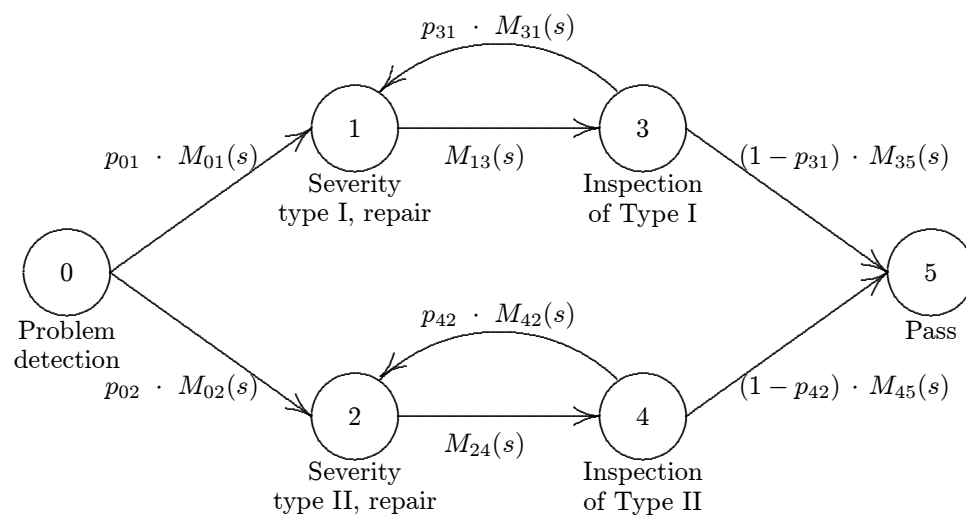 p₃₁ · M₃₁(s)
1
3
p₀₁ · M₀₁(s)
M₁₃(s)
(1 − p₃₁) · M₃₅(s)
Severity
type I, repair
Inspection
of Type I
0
5
Problem
detection
Pass
p₄₂ · M₄₂(s)
p₀₂ · M₀₂(s)
(1 − p₄₂) · M₄₅(s)
2
4
M₂₄(s)
Severity
type II, repair
Inspection
of Type II